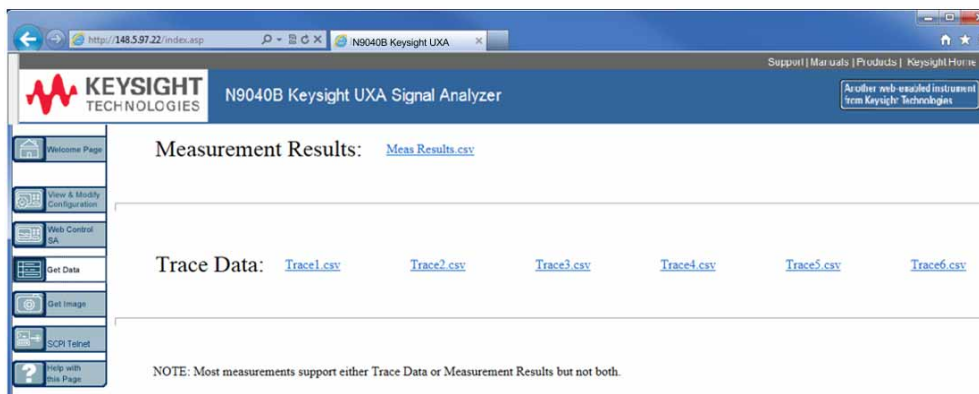 http://148.5.97.22/index.asp
N9040B Keysight UXA
Support | Manuals | Products | Keysight Home
KEYSIGHT
TECHNOLOGIES
N9040B Keysight UXA Signal Analyzer
Another web-enabled instrument
from Keysight Technologies
Welcome Page
View & Modify
Configuration
Web Control
SA
Get Data
Get Image
SCPI Telnet
Help with
this Page
Measurement Results: Meas Results.csv
Trace Data: Trace1.csv Trace2.csv Trace3.csv Trace4.csv Trace5.csv Trace6.csv
NOTE: Most measurements support either Trace Data or Measurement Results but not both.